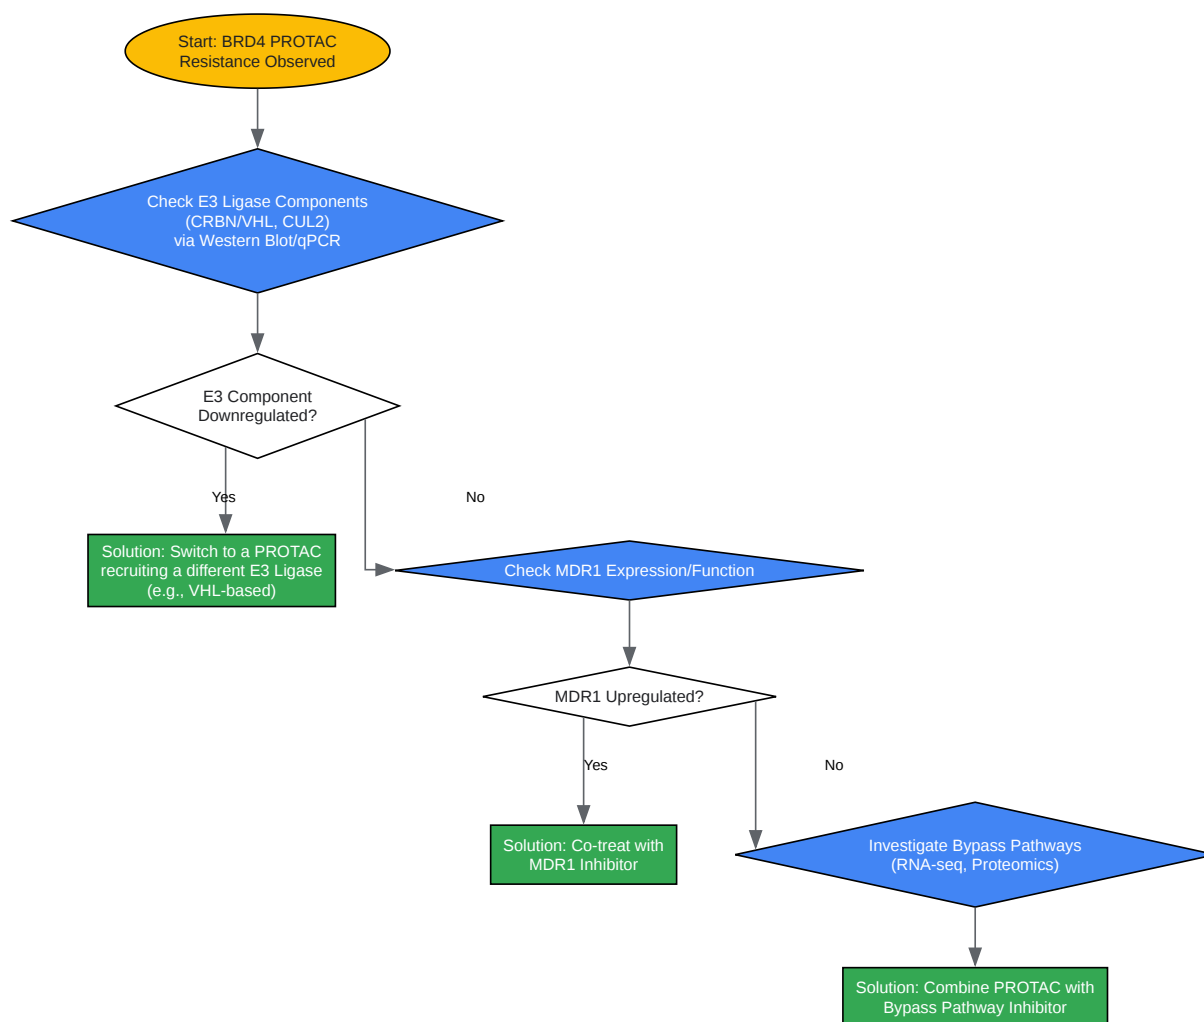 Start: BRD4 PROTAC
Resistance Observed
Check E3 Ligase Components
(CRBN/VHL, CUL2)
via Western Blot/qPCR
E3 Component
Downregulated?
Yes
No
Solution: Switch to a PROTAC
recruiting a different E3 Ligase
(e.g., VHL-based)
Check MDR1 Expression/Function
MDR1 Upregulated?
Yes
No
Solution: Co-treat with
MDR1 Inhibitor
Investigate Bypass Pathways
(RNA-seq, Proteomics)
Solution: Combine PROTAC with
Bypass Pathway Inhibitor